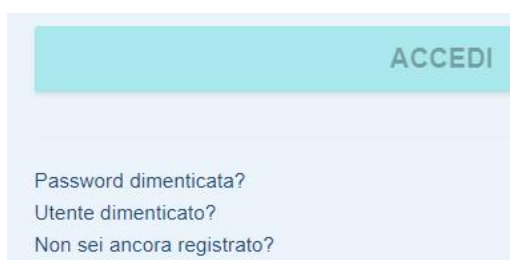 ACCEDI
Password dimenticata?
Utente dimenticato?
Non sei ancora registrato?